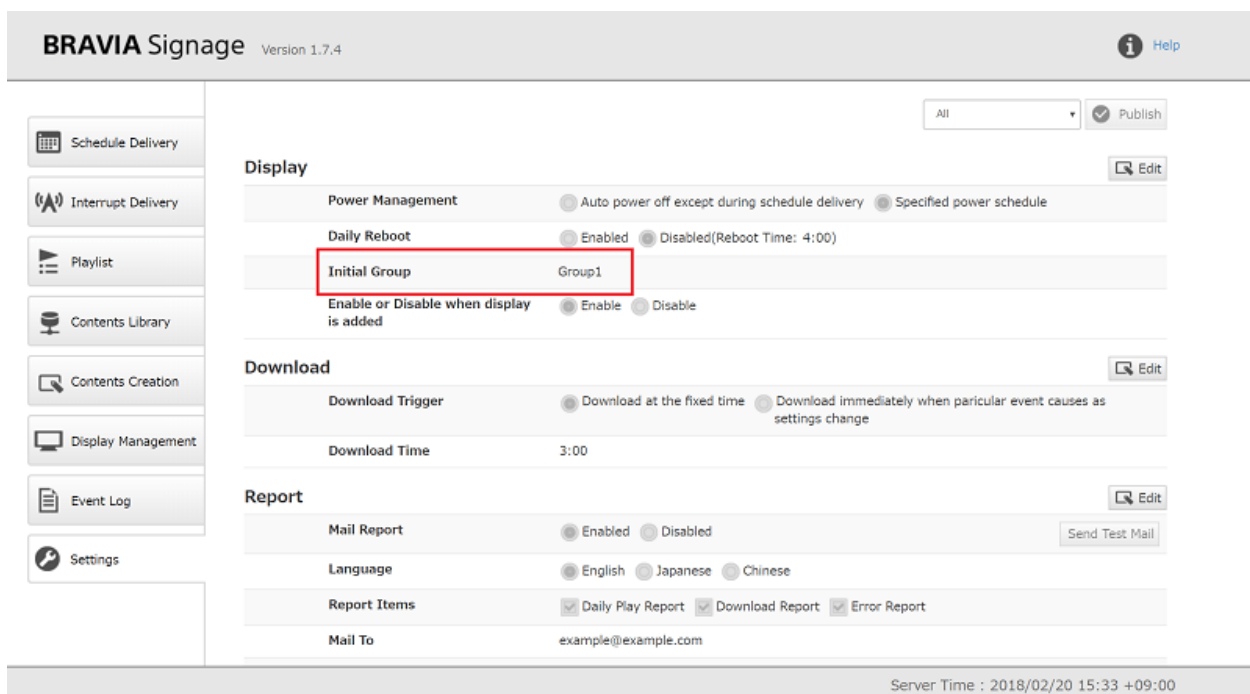 BRAVIA Signage Version 1.7.4
Help
All
Publish
Schedule Delivery
Interrupt Delivery
Playlist
Contents Library
Contents Creation
Display Management
Event Log
Settings
Display
Edit
Power Management
Auto power off except during schedule delivery Specified power schedule
Daily Reboot
Enabled Disabled(Reboot Time: 4:00)
Initial Group
Group1
Enable or Disable when display
is added
Enable Disable
Download
Edit
Download Trigger
Download at the fixed time
Download immediately when paricular event causes as
settings change
Download Time
3:00
Report
Edit
Mail Report
Enabled Disabled
Send Test Mail
Language
English Japanese Chinese
Report Items
Daily Play Report Download Report Error Report
Mail To
example@example.com
Server Time : 2018/02/20 15:33 +09:00